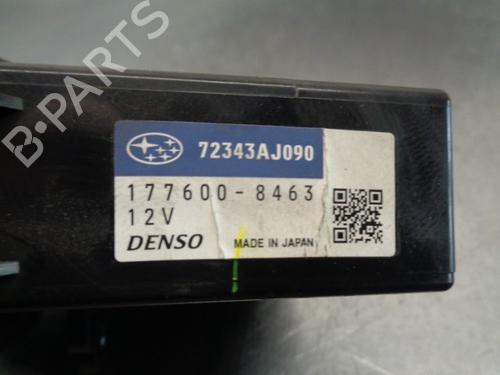 B-PARTS
72343AJ090
177600-8463
12V
DENSO MADE IN JAPAN